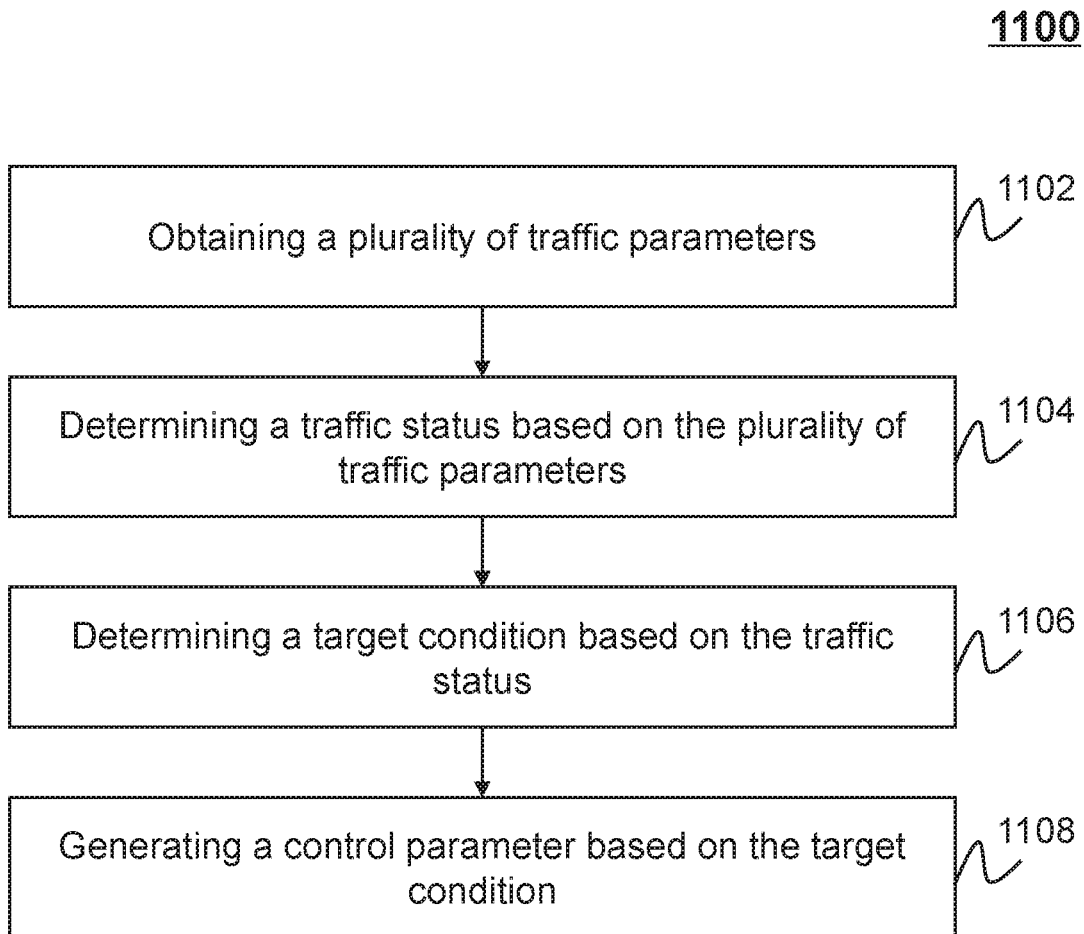 1100
1102
Obtaining a plurality of traffic parameters
1104
Determining a traffic status based on the plurality of
traffic parameters
1106
Determining a target condition based on the traffic
status
1108
Generating a control parameter based on the target
condition